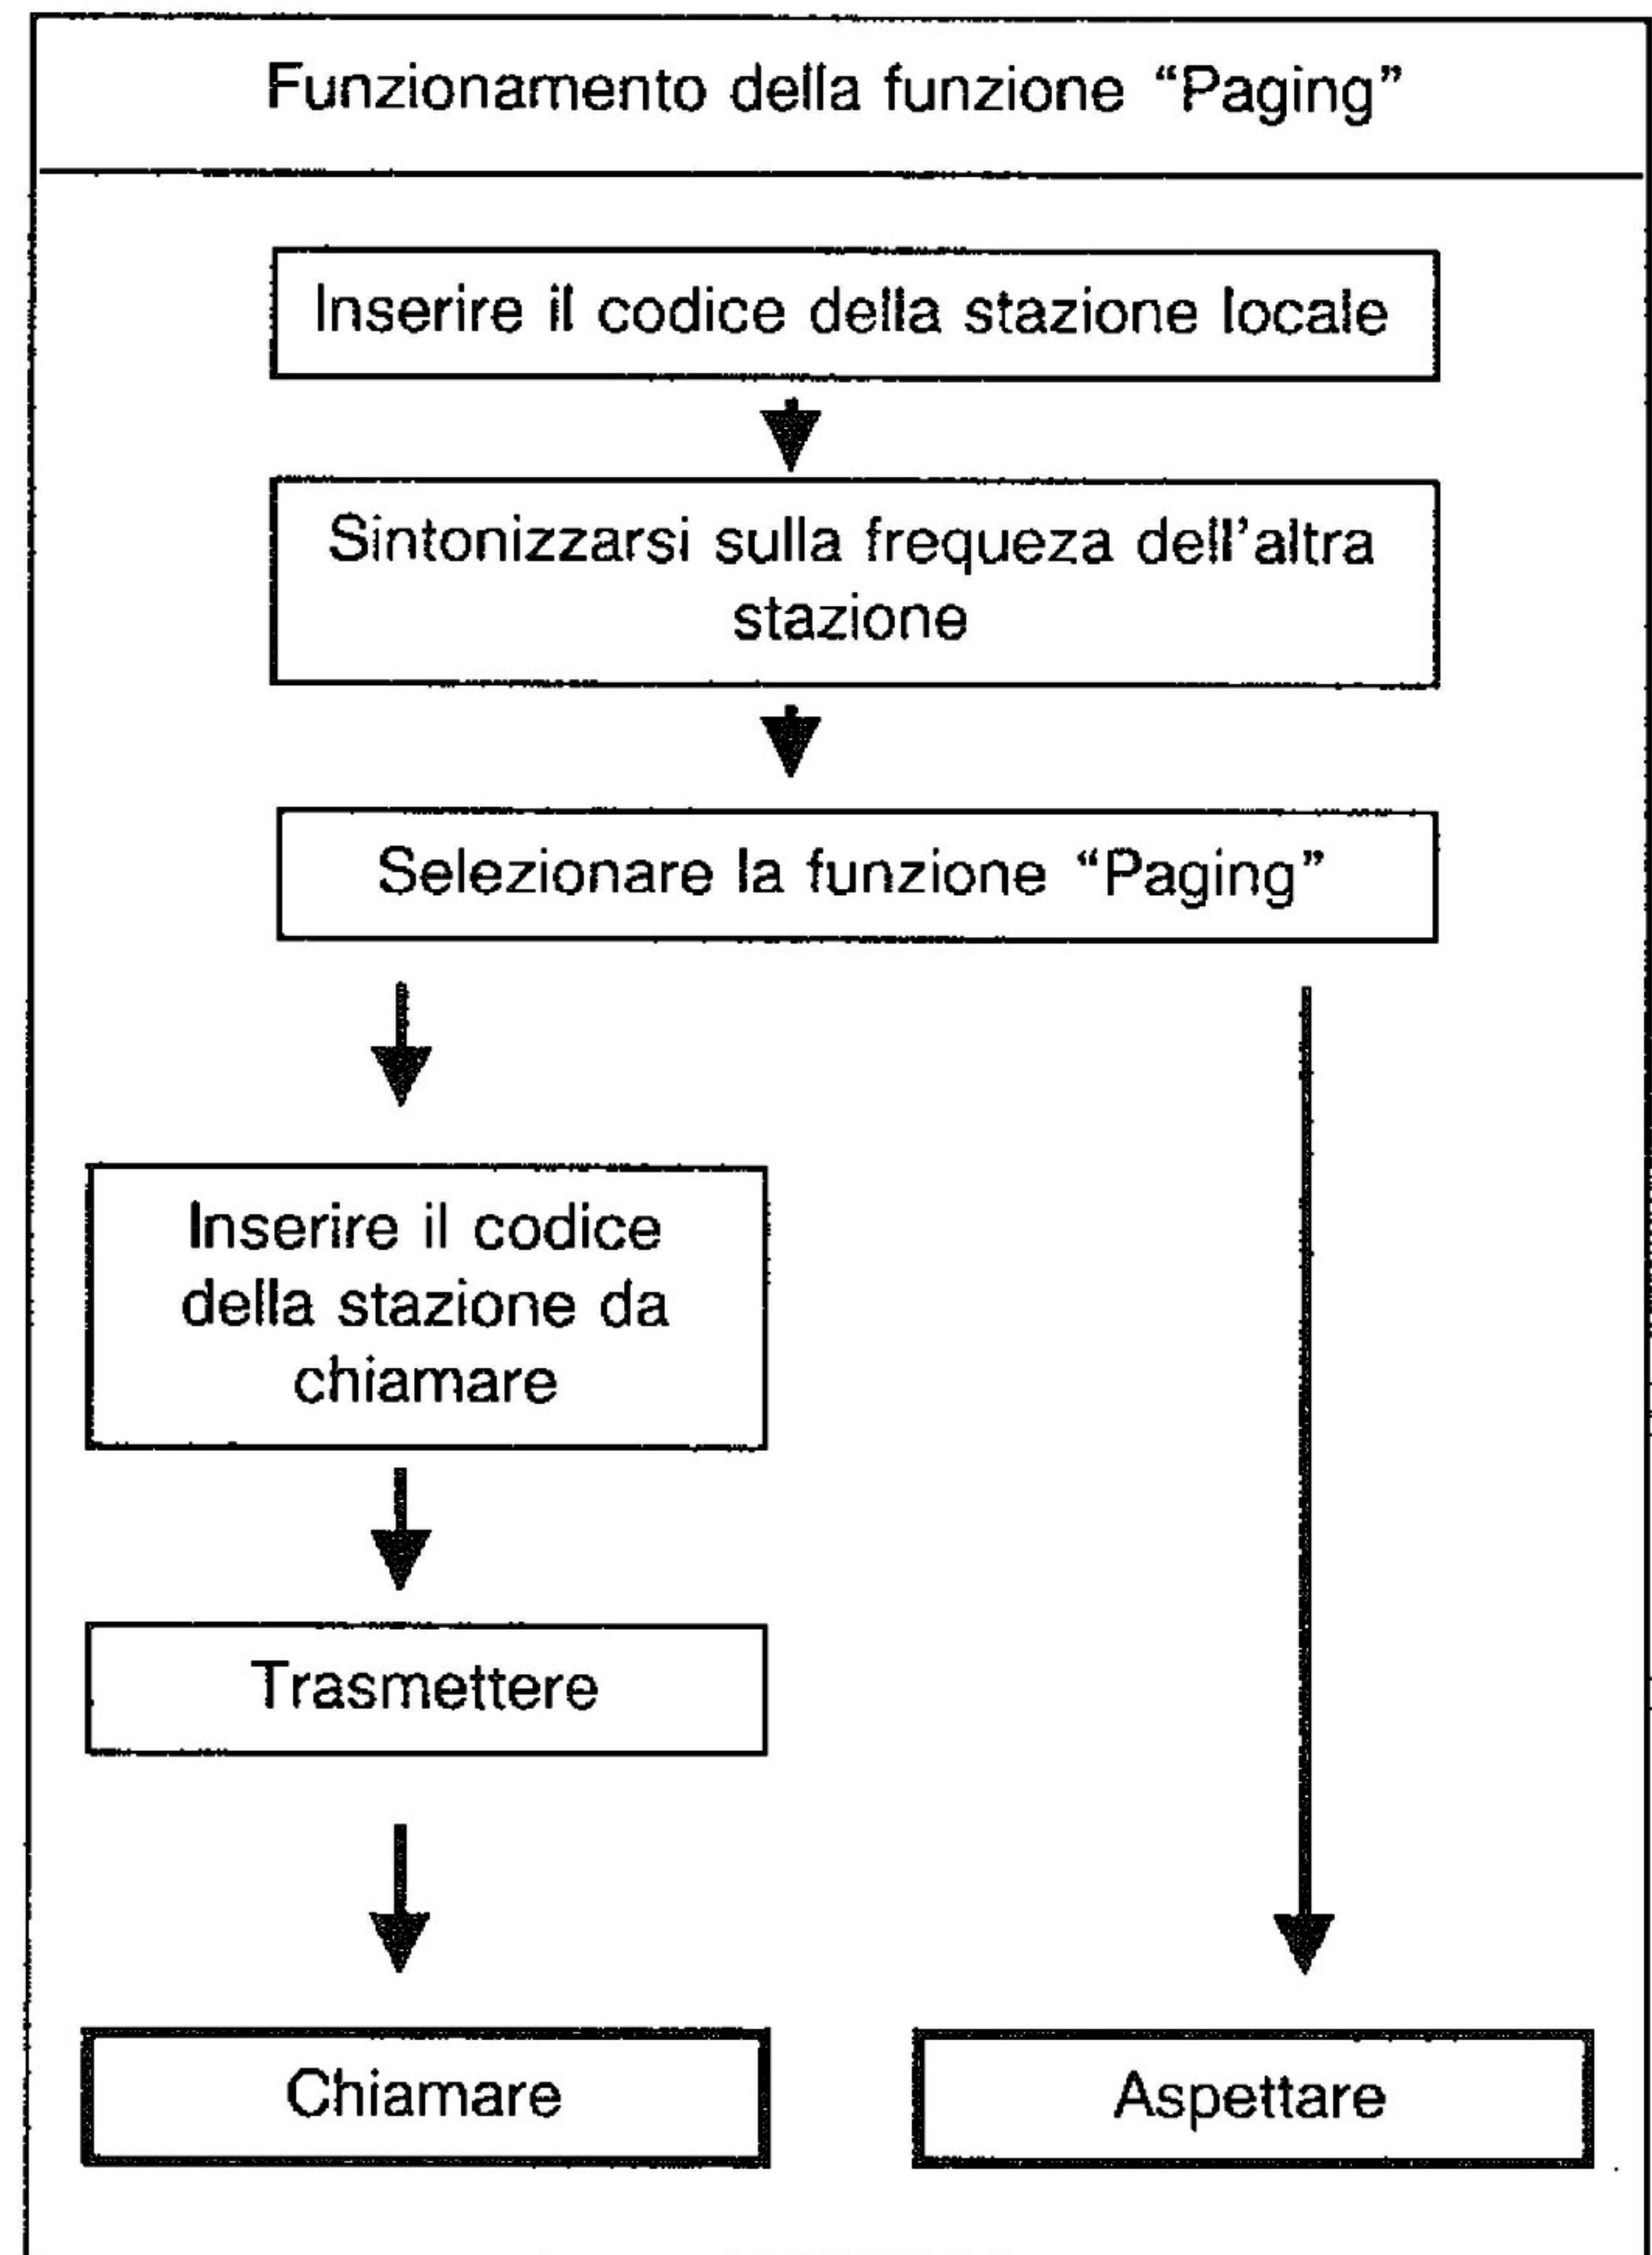 Funzionamento della funzione “Paging”
Inserire il codice della stazione locale
Sintonizzarsi sulla frequeza dell’altra
stazione
Selezionare la funzione “Paging”
Inserire il codice
della stazione da
chiamare
Trasmettere
Chiamare
Aspettare